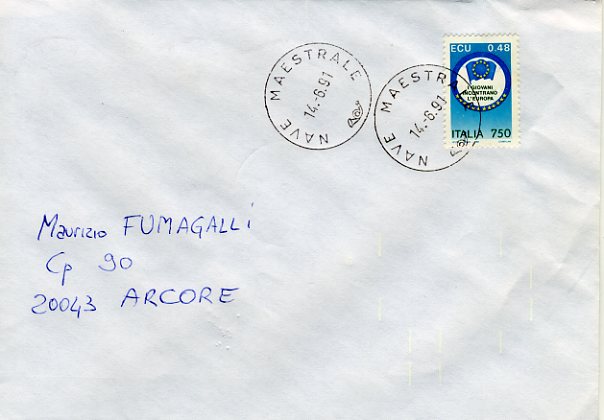 NAVE MAESTRALE
14.-6.91
NAVE MAESTRALE
14.-6.91
ECU 0.48
I GIOVANI
INCONTRANO
L'EUROPA
ITALIA 750
Maurizio FUMAGALLi
Cp 90
20043 ARCORE